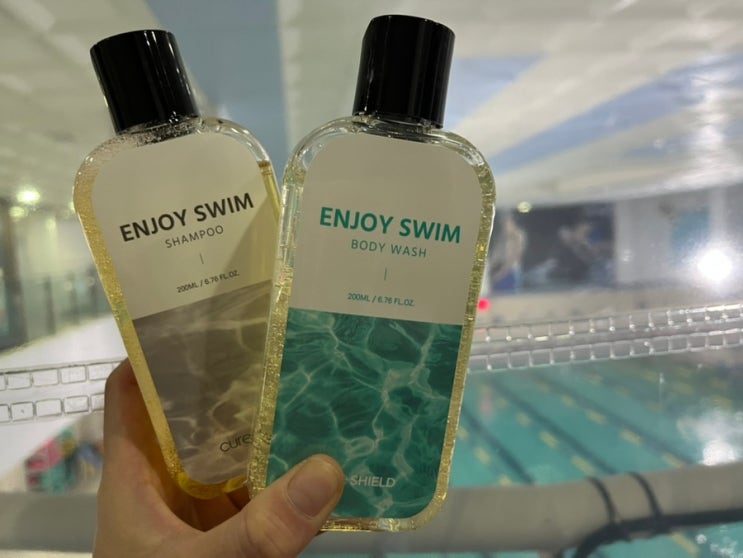 ENJOY SWIM
SHAMPOO
200ML / 6.76 FL.OZ.
cure
ENJOY SWIM
BODY WASH
200ML / 6.76 FL.OZ.
SHIELD